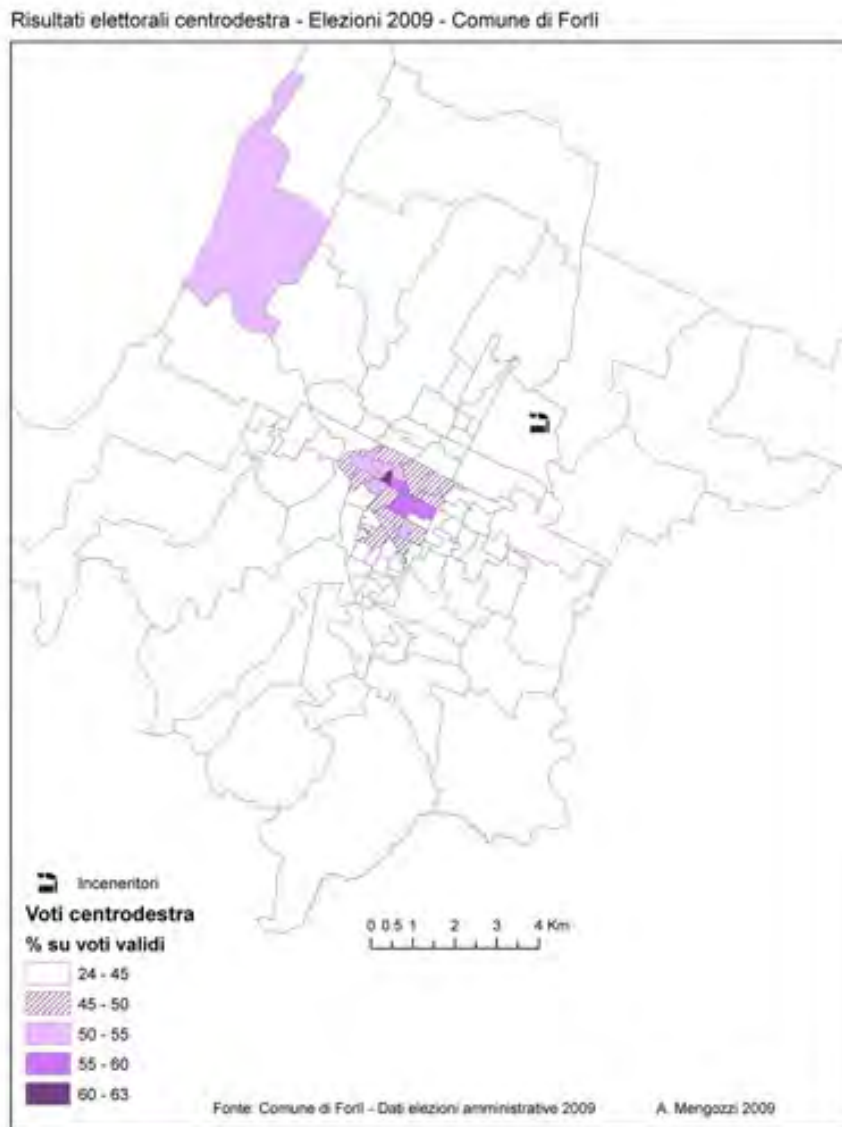 Risultati elettorali centrodestra - Elezioni 2009 - Comune di Forlì
Inceneritori
Voti centrodestra
% su voti validi
24 - 45
45 - 50
50 - 55
55 - 60
60 - 63
0 0.5 1 2 3 4 Km
Fonte: Comune di Forlì - Dati elezioni amministrative 2009 A. Mengozzi 2009